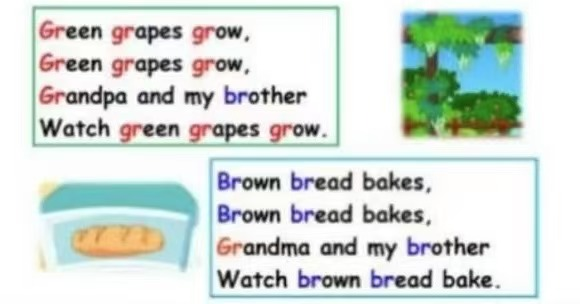 Green grapes grow,
Green grapes grow,
Grandpa and my brother
Watch green grapes grow.
Brown bread bakes,
Brown bread bakes,
Grandma and my brother
Watch brown bread bake.